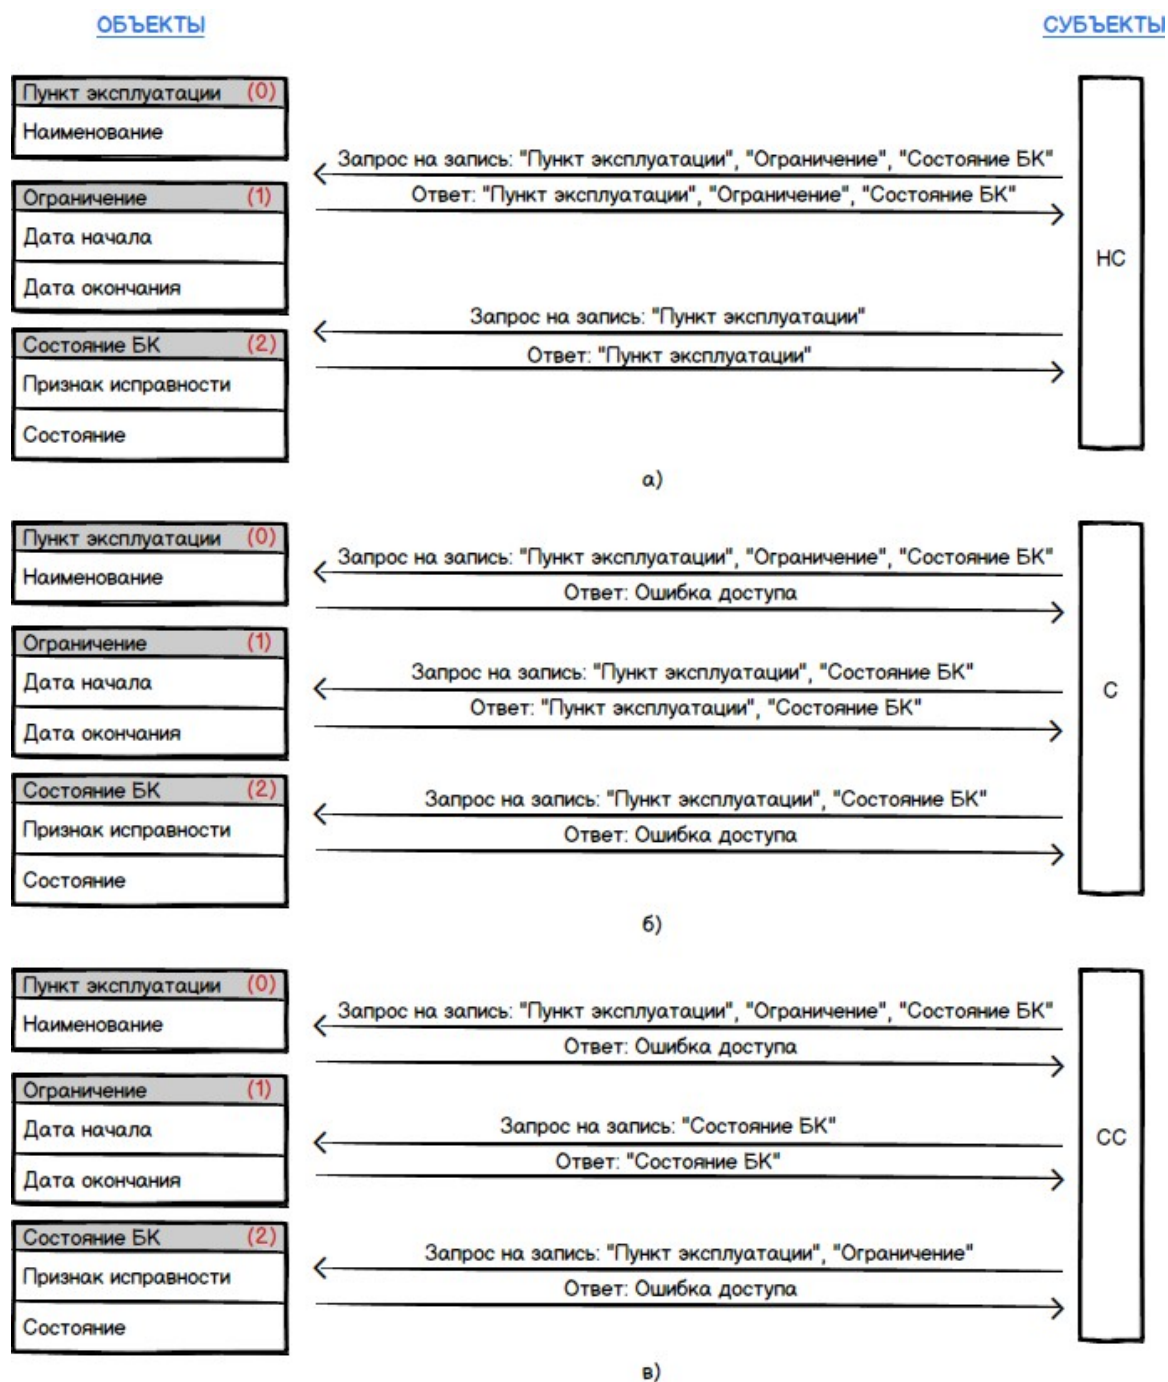 ОБЪЕКТЫ
СУБЪЕКТЫ
Пункт эксплуатации (0)
Наименование
Ограничение (1)
Дата начала
Дата окончания
Состояние БК (2)
Признак исправности
Состояние
Запрос на запись: "Пункт эксплуатации", "Ограничение", "Состояние БК"
Ответ: "Пункт эксплуатации", "Ограничение", "Состояние БК"
Запрос на запись: "Пункт эксплуатации"
Ответ: "Пункт эксплуатации"
НС
а)
Пункт эксплуатации (0)
Наименование
Ограничение (1)
Дата начала
Дата окончания
Состояние БК (2)
Признак исправности
Состояние
Запрос на запись: "Пункт эксплуатации", "Ограничение", "Состояние БК"
Ответ: Ошибка доступа
Запрос на запись: "Пункт эксплуатации", "Состояние БК"
Ответ: "Пункт эксплуатации", "Состояние БК"
Запрос на запись: "Пункт эксплуатации", "Состояние БК"
Ответ: Ошибка доступа
С
б)
Пункт эксплуатации (0)
Наименование
Ограничение (1)
Дата начала
Дата окончания
Состояние БК (2)
Признак исправности
Состояние
Запрос на запись: "Пункт эксплуатации", "Ограничение", "Состояние БК"
Ответ: Ошибка доступа
Запрос на запись: "Состояние БК"
Ответ: "Состояние БК"
Запрос на запись: "Пункт эксплуатации", "Ограничение"
Ответ: Ошибка доступа
СС
в)